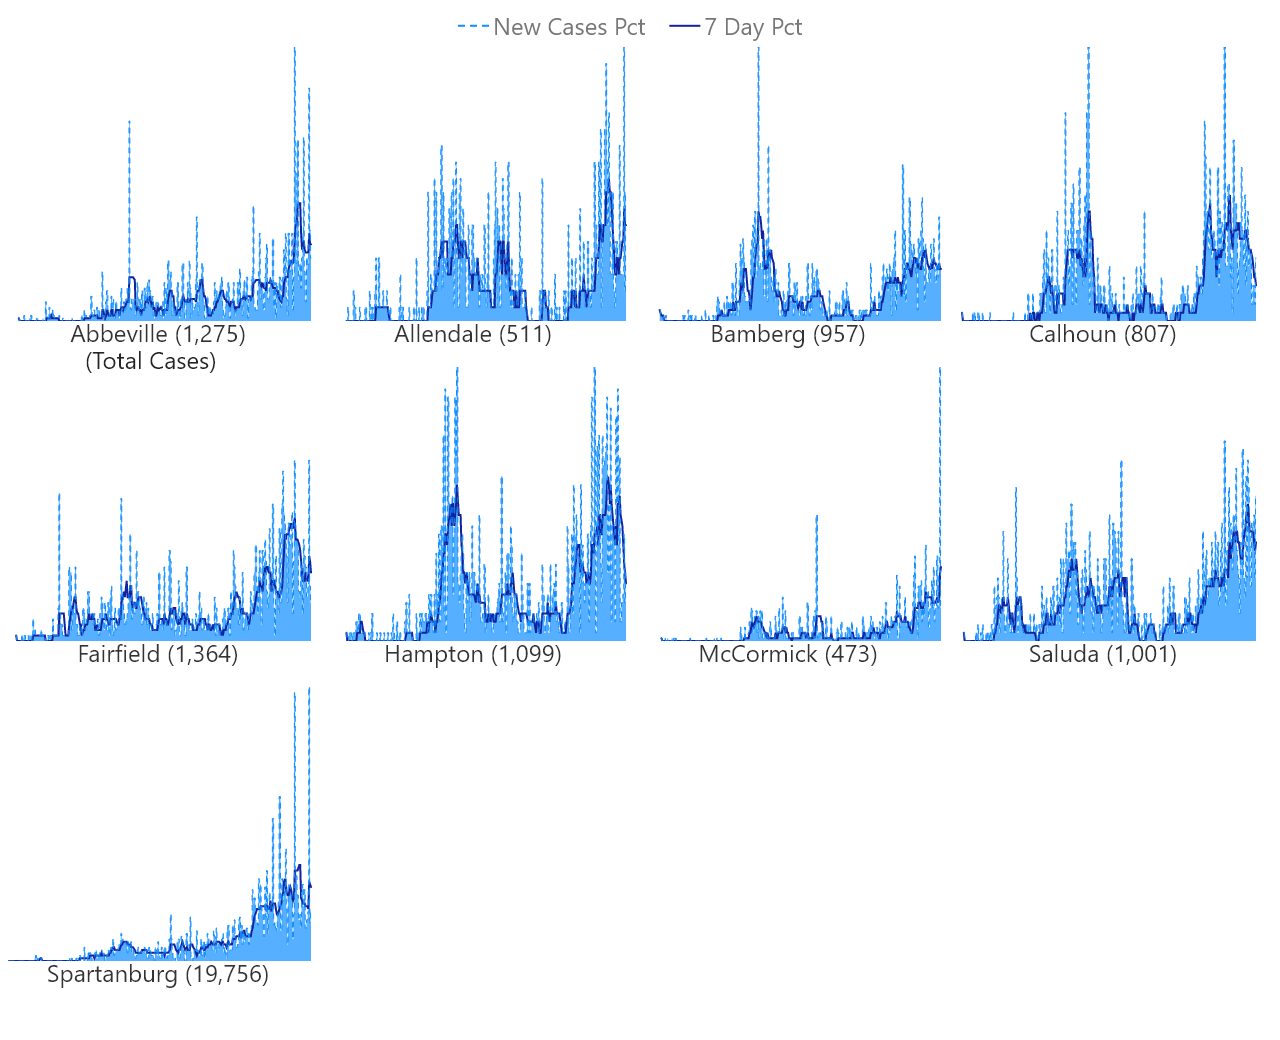 New Cases Pct 7 Day Pct
Abbeville (1,275)
(Total Cases)
Allendale (511)
Bamberg (957)
Calhoun (807)
Fairfield (1,364)
Hampton (1,099)
McCormick (473)
Saluda (1,001)
Spartanburg (19,756)